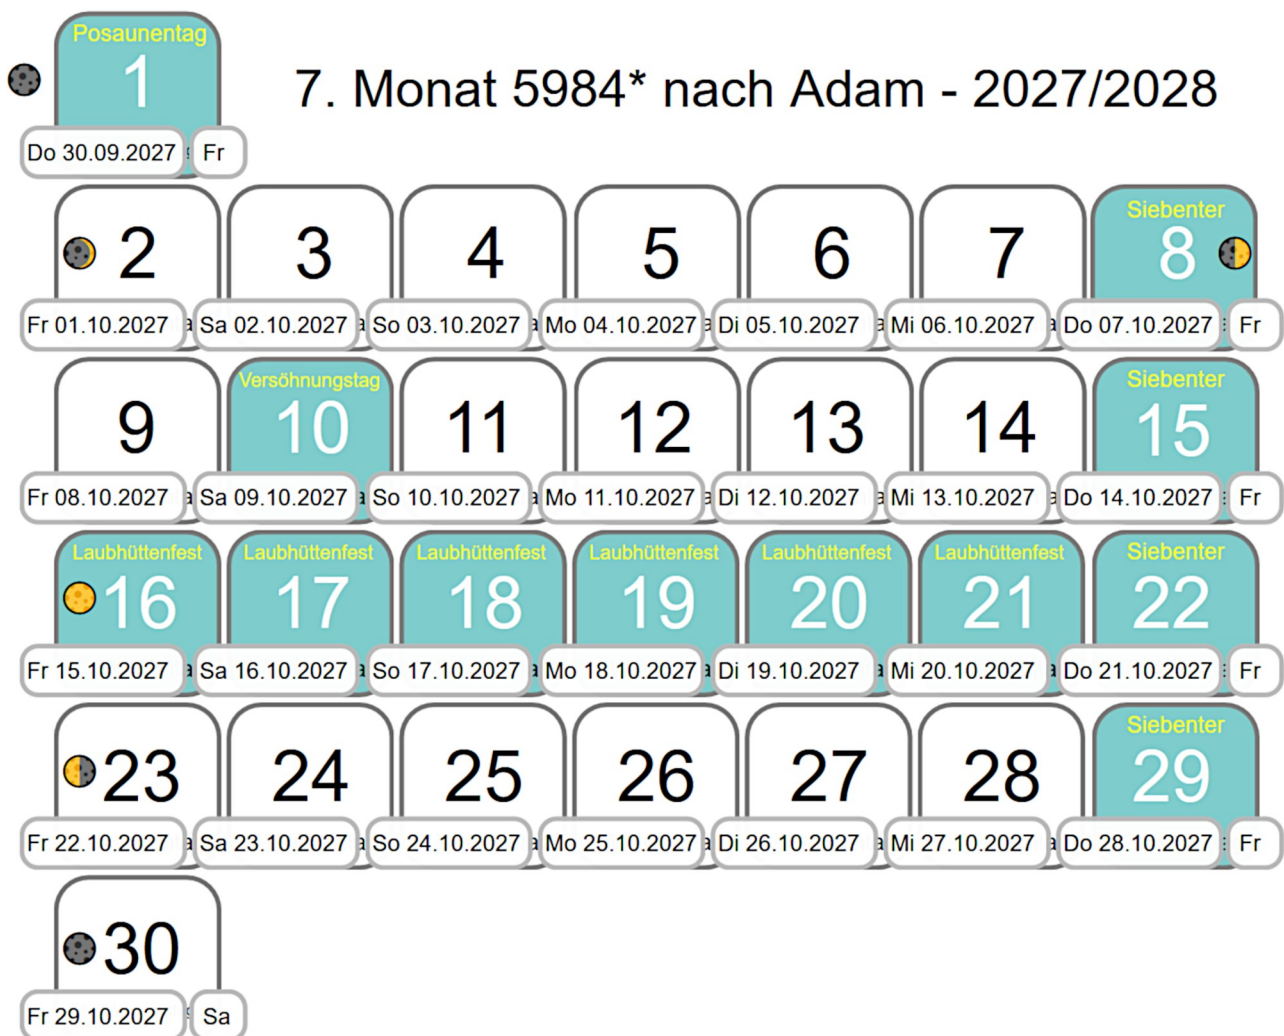 Posaunentag
1
7. Monat 5984* nach Adam - 2027/2028
Do 30.09.2027 Fr
2 3 4 5 6 7 Siebenter 8
Fr 01.10.2027 Sa 02.10.2027 So 03.10.2027 Mo 04.10.2027 Di 05.10.2027 Mi 06.10.2027 Do 07.10.2027 Fr
Versöhnungstag Siebenter
9 10 11 12 13 14 15
Fr 08.10.2027 Sa 09.10.2027 So 10.10.2027 Mo 11.10.2027 Di 12.10.2027 Mi 13.10.2027 Do 14.10.2027 Fr
Laubhüttenfest Laubhüttenfest Laubhüttenfest Laubhüttenfest Laubhüttenfest Laubhüttenfest Siebenter
16 17 18 19 20 21 22
Fr 15.10.2027 Sa 16.10.2027 So 17.10.2027 Mo 18.10.2027 Di 19.10.2027 Mi 20.10.2027 Do 21.10.2027 Fr
Siebenter
23 24 25 26 27 28 29
Fr 22.10.2027 Sa 23.10.2027 So 24.10.2027 Mo 25.10.2027 Di 26.10.2027 Mi 27.10.2027 Do 28.10.2027 Fr
30
Fr 29.10.2027 Sa